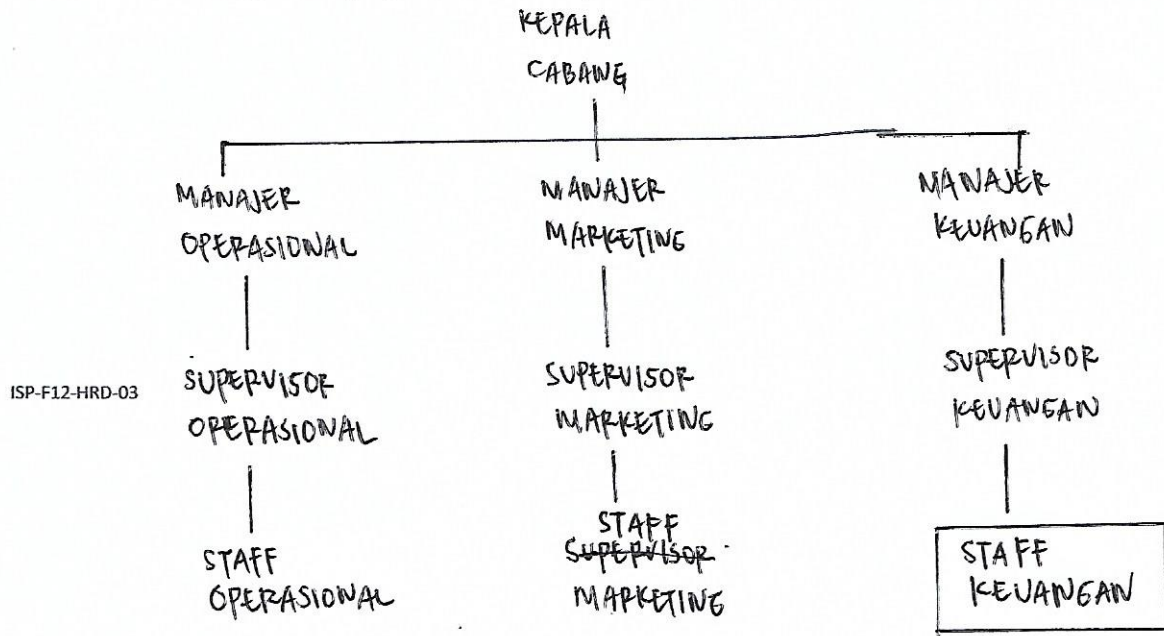 KEPALA
CABANG
MANAJER
OPERASIONAL
MANAJER
MARKETING
MANAJER
KEUANGAN
ISP-F12-HRD-03
SUPERVISOR
OPERASIONAL
SUPERVISOR
MARKETING
SUPERVISOR
KEUANGAN
STAFF
OPERASIONAL
STAFF
SUPERVISOR
MARKETING
STAFF
KEUANGAN